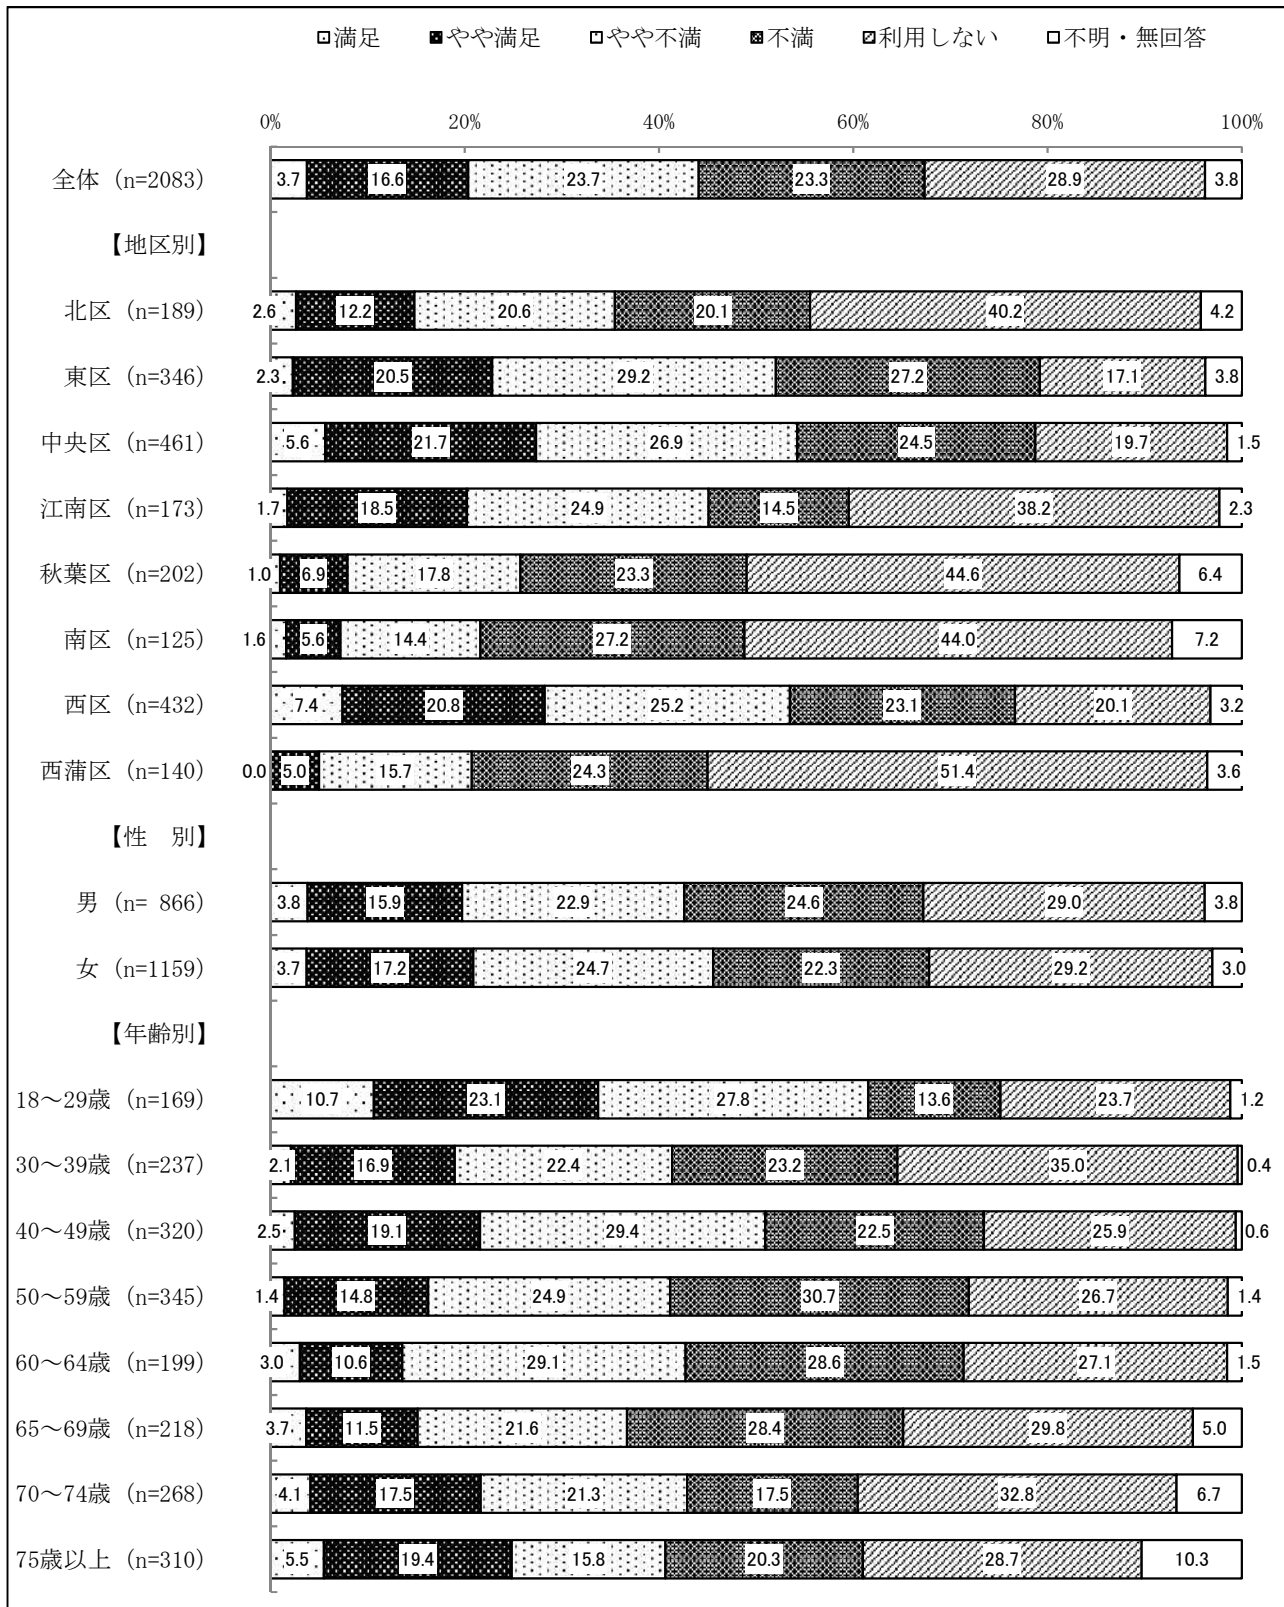 満足 やや満足 やや不満 不満 利用しない 不明・無回答
0% 20% 40% 60% 80% 100%
全体 (n=2083) 3.7 16.6 23.7 23.3 28.9 3.8
【地区別】
北区 (n=189) 2.6 12.2 20.6 20.1 40.2 4.2
東区 (n=346) 2.3 20.5 29.2 27.2 17.1 3.8
中央区 (n=461) 5.6 21.7 26.9 24.5 19.7 1.5
江南区 (n=173) 1.7 18.5 24.9 14.5 38.2 2.3
秋葉区 (n=202) 1.0 6.9 17.8 23.3 44.6 6.4
南区 (n=125) 1.6 5.6 14.4 27.2 44.0 7.2
西区 (n=432) 7.4 20.8 25.2 23.1 20.1 3.2
西蒲区 (n=140) 0.0 5.0 15.7 24.3 51.4 3.6
【性　別】
男 (n= 866) 3.8 15.9 22.9 24.6 29.0 3.8
女 (n=1159) 3.7 17.2 24.7 22.3 29.2 3.0
【年齢別】
18～29歳 (n=169) 10.7 23.1 27.8 13.6 23.7 1.2
30～39歳 (n=237) 2.1 16.9 22.4 23.2 35.0 0.4
40～49歳 (n=320) 2.5 19.1 29.4 22.5 25.9 0.6
50～59歳 (n=345) 1.4 14.8 24.9 30.7 26.7 1.4
60～64歳 (n=199) 3.0 10.6 29.1 28.6 27.1 1.5
65～69歳 (n=218) 3.7 11.5 21.6 28.4 29.8 5.0
70～74歳 (n=268) 4.1 17.5 21.3 17.5 32.8 6.7
75歳以上 (n=310) 5.5 19.4 15.8 20.3 28.7 10.3